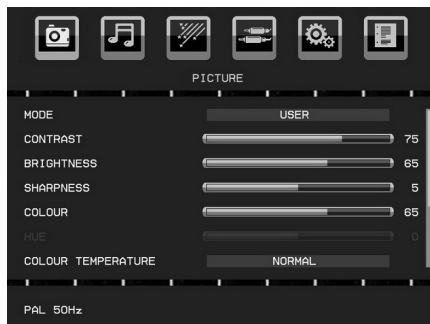 PICTURE
MODE USER
CONTRAST 75
BRIGHTNESS 65
SHARPNESS 5
COLOUR 65
HUE 0
COLOUR TEMPERATURE NORMAL
PAL 50Hz